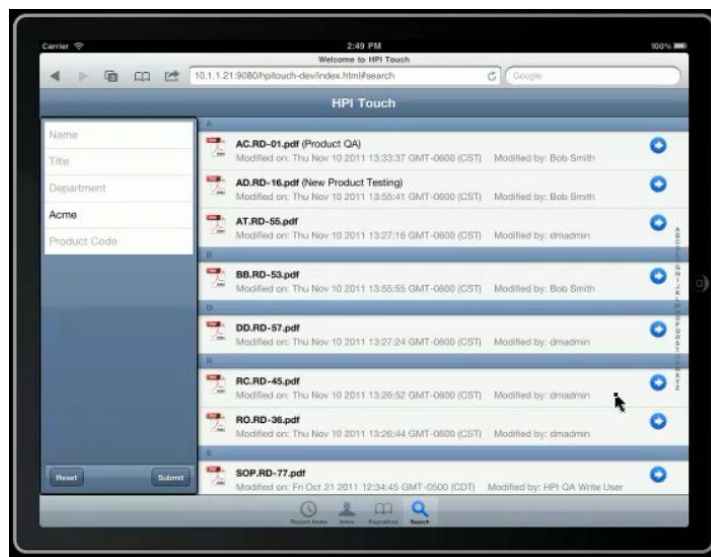 Carrier 2:49 PM 100%
Welcome to HPI Touch
10.1.1.21:9080/hpitouch-dev/index.html#search Google
HPI Touch
Name
Title
Department
Acme
Product Code
Reset Submit
A
AC.RD-01.pdf (Product QA)
Modified on: Thu Nov 10 2011 13:33:37 GMT-0600 (CST) Modified by: Bob Smith
AD.RD-16.pdf (New Product Testing)
Modified on: Thu Nov 10 2011 13:55:41 GMT-0600 (CST) Modified by: Bob Smith
AT.RD-55.pdf
Modified on: Thu Nov 10 2011 13:27:16 GMT-0600 (CST) Modified by: dmadmin
B
BB.RD-53.pdf
Modified on: Thu Nov 10 2011 13:55:55 GMT-0600 (CST) Modified by: Bob Smith
D
DD.RD-57.pdf
Modified on: Thu Nov 10 2011 13:27:24 GMT-0600 (CST) Modified by: dmadmin
R
RC.RD-45.pdf
Modified on: Thu Nov 10 2011 13:26:52 GMT-0600 (CST) Modified by: dmadmin
RO.RD-36.pdf
Modified on: Thu Nov 10 2011 13:26:44 GMT-0600 (CST) Modified by: dmadmin
S
SOP.RD-77.pdf
Modified on: Fri Oct 21 2011 12:34:45 GMT-0500 (CDT) Modified by: HPI QA Write User
Recent Items Inbox Repository Search